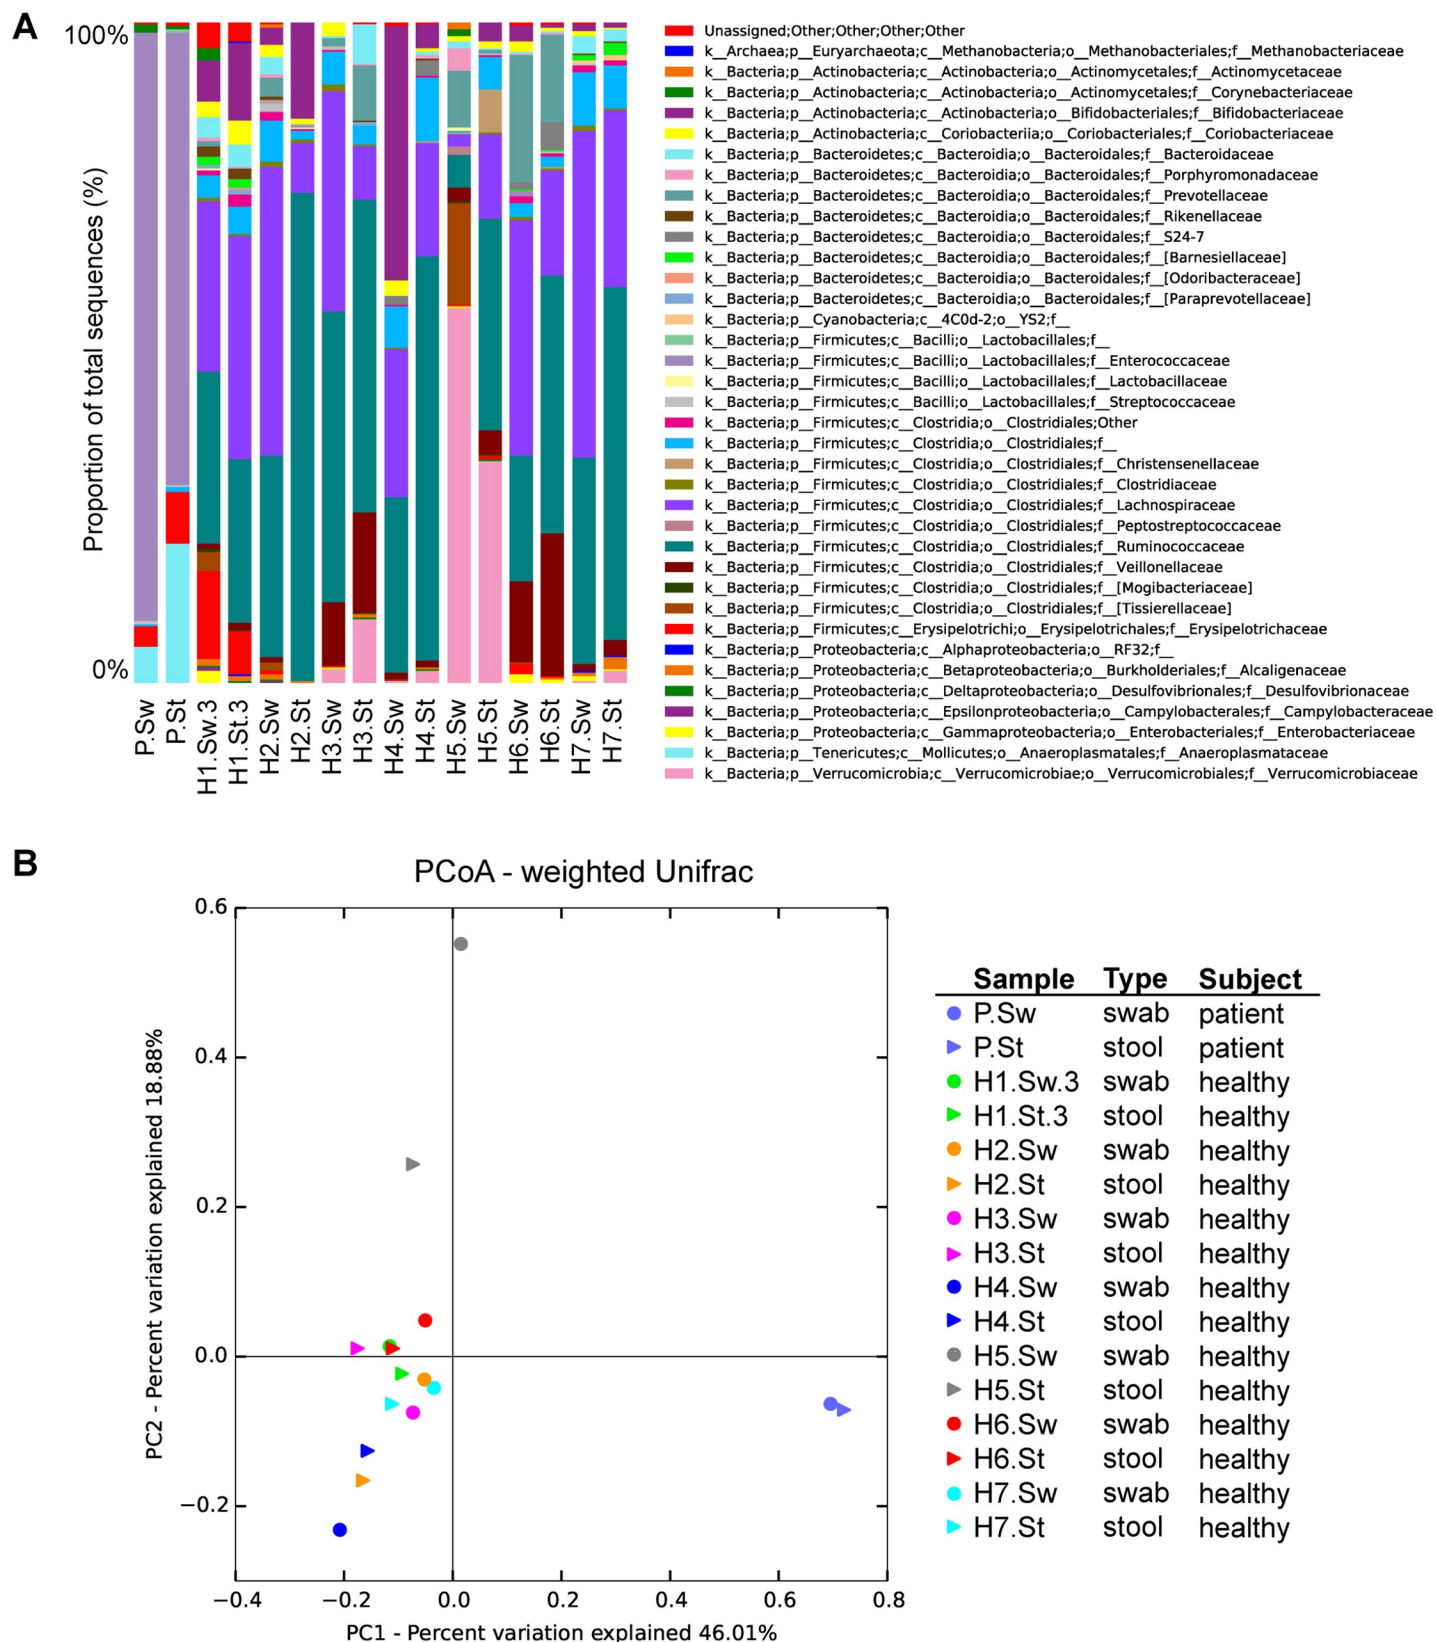 A
100%
Proportion of total sequences (%)
0%
P.Sw
P.St
H1.Sw.3
H1.St.3
H2.Sw
H2.St
H3.Sw
H3.St
H4.Sw
H4.St
H5.Sw
H5.St
H6.Sw
H6.St
H7.Sw
H7.St
Unassigned;Other;Other;Other;Other
k__Archaea;p__Euryarchaeota;c__Methanobacteria;o__Methanobacteriales;f__Methanobacteriaceae
k__Bacteria;p__Actinobacteria;c__Actinobacteria;o__Actinomycetales;f__Actinomycetaceae
k__Bacteria;p__Actinobacteria;c__Actinobacteria;o__Actinomycetales;f__Corynebacteriaceae
k__Bacteria;p__Actinobacteria;c__Actinobacteria;o__Bifidobacteriales;f__Bifidobacteriaceae
k__Bacteria;p__Actinobacteria;c__Coriobacteriia;o__Coriobacteriales;f__Coriobacteriaceae
k__Bacteria;p__Bacteroidetes;c__Bacteroidia;o__Bacteroidales;f__Bacteroidaceae
k__Bacteria;p__Bacteroidetes;c__Bacteroidia;o__Bacteroidales;f__Porphyromonadaceae
k__Bacteria;p__Bacteroidetes;c__Bacteroidia;o__Bacteroidales;f__Prevotellaceae
k__Bacteria;p__Bacteroidetes;c__Bacteroidia;o__Bacteroidales;f__Rikenellaceae
k__Bacteria;p__Bacteroidetes;c__Bacteroidia;o__Bacteroidales;f__S24-7
k__Bacteria;p__Bacteroidetes;c__Bacteroidia;o__Bacteroidales;f__[Barnesiellaceae]
k__Bacteria;p__Bacteroidetes;c__Bacteroidia;o__Bacteroidales;f__[Odoribacteraceae]
k__Bacteria;p__Bacteroidetes;c__Bacteroidia;o__Bacteroidales;f__[Paraprevotellaceae]
k__Bacteria;p__Cyanobacteria;c__4C0d-2;o__YS2;f__
k__Bacteria;p__Firmicutes;c__Bacilli;o__Lactobacillales;f__
k__Bacteria;p__Firmicutes;c__Bacilli;o__Lactobacillales;f__Enterococcaceae
k__Bacteria;p__Firmicutes;c__Bacilli;o__Lactobacillales;f__Lactobacillaceae
k__Bacteria;p__Firmicutes;c__Bacilli;o__Lactobacillales;f__Streptococcaceae
k__Bacteria;p__Firmicutes;c__Clostridia;o__Clostridiales;Other
k__Bacteria;p__Firmicutes;c__Clostridia;o__Clostridiales;f__
k__Bacteria;p__Firmicutes;c__Clostridia;o__Clostridiales;f__Christensenellaceae
k__Bacteria;p__Firmicutes;c__Clostridia;o__Clostridiales;f__Clostridiaceae
k__Bacteria;p__Firmicutes;c__Clostridia;o__Clostridiales;f__Lachnospiraceae
k__Bacteria;p__Firmicutes;c__Clostridia;o__Clostridiales;f__Peptostreptococcaceae
k__Bacteria;p__Firmicutes;c__Clostridia;o__Clostridiales;f__Ruminococcaceae
k__Bacteria;p__Firmicutes;c__Clostridia;o__Clostridiales;f__Veillonellaceae
k__Bacteria;p__Firmicutes;c__Clostridia;o__Clostridiales;f__[Mogibacteriaceae]
k__Bacteria;p__Firmicutes;c__Clostridia;o__Clostridiales;f__[Tissierellaceae]
k__Bacteria;p__Firmicutes;c__Erysipelotrichi;o__Erysipelotrichales;f__Erysipelotrichaceae
k__Bacteria;p__Proteobacteria;c__Alphaproteobacteria;o__RF32;f__
k__Bacteria;p__Proteobacteria;c__Betaproteobacteria;o__Burkholderiales;f__Alcaligenaceae
k__Bacteria;p__Proteobacteria;c__Deltaproteobacteria;o__Desulfovibrionales;f__Desulfovibrionaceae
k__Bacteria;p__Proteobacteria;c__Epsilonproteobacteria;o__Campylobacterales;f__Campylobacteraceae
k__Bacteria;p__Proteobacteria;c__Gammaproteobacteria;o__Enterobacteriales;f__Enterobacteriaceae
k__Bacteria;p__Tenericutes;c__Mollicutes;o__Anaeroplasmatales;f__Anaeroplasmataceae
k__Bacteria;p__Verrucomicrobia;c__Verrucomicrobiae;o__Verrucomicrobiales;f__Verrucomicrobiaceae
B
PCoA - weighted Unifrac
PC2 - Percent variation explained 18.88%
0.6
0.4
0.2
0.0
−0.2
−0.4 −0.2 0.0 0.2 0.4 0.6 0.8
PC1 - Percent variation explained 46.01%
Sample Type Subject
P.Sw swab patient
P.St stool patient
H1.Sw.3 swab healthy
H1.St.3 stool healthy
H2.Sw swab healthy
H2.St stool healthy
H3.Sw swab healthy
H3.St stool healthy
H4.Sw swab healthy
H4.St stool healthy
H5.Sw swab healthy
H5.St stool healthy
H6.Sw swab healthy
H6.St stool healthy
H7.Sw swab healthy
H7.St stool healthy